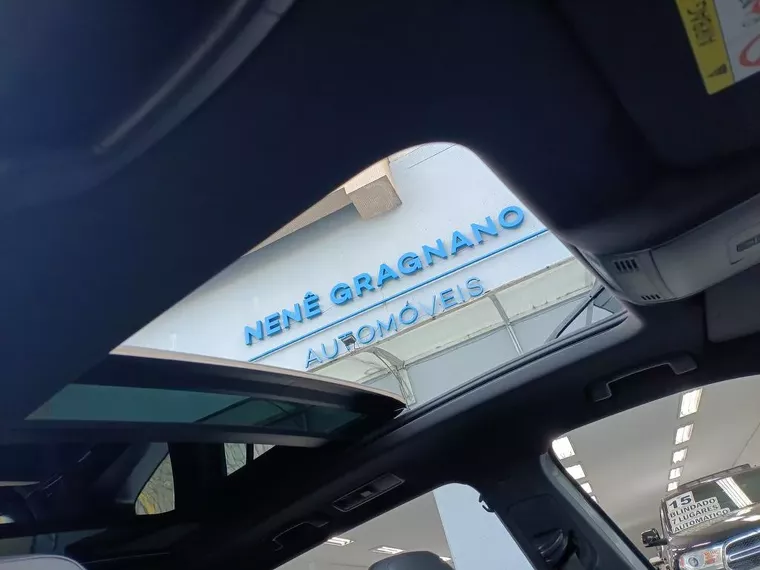 NENÊ GRAGNANO
AUTOMÓVEIS
15
BLINDADO
7 LUGARES
AUTOMÁTICO